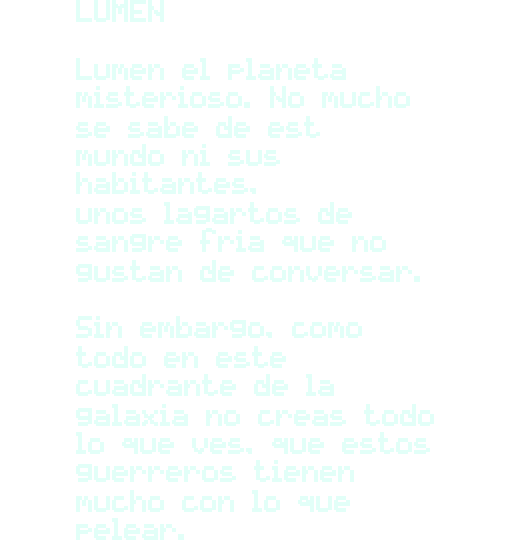 LUMEN
Lumen el planeta
misterioso. No mucho
se sabe de est
mundo ni sus
habitantes.
unos lagartos de
sangre fria que no
gustan de conversar.
Sin embargo. como
todo en este
cuadrante de la
galaxia no creas todo
lo que ves. que estos
guerreros tienen
mucho con lo que
pelear.